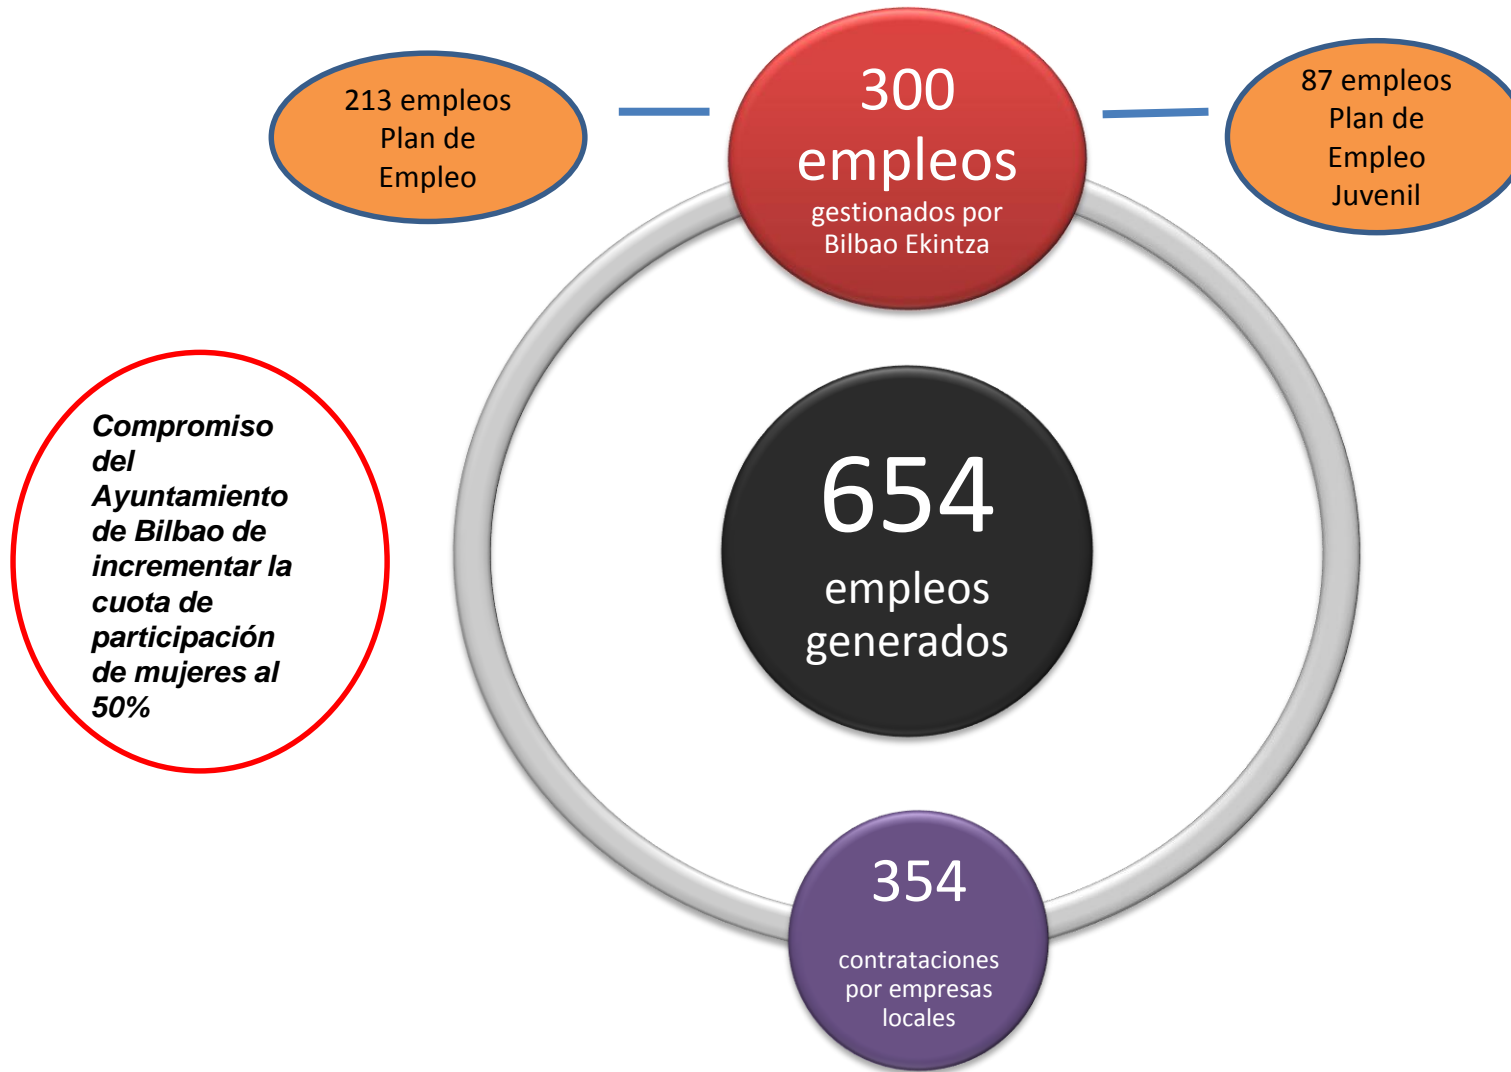 213 empleos
Plan de
Empleo
300
empleos
gestionados por
Bilbao Ekintza
87 empleos
Plan de
Empleo
Juvenil
Compromiso
del
Ayuntamiento
de Bilbao de
incrementar la
cuota de
participación
de mujeres al
50%
654
empleos
generados
354
contrataciones
por empresas
locales